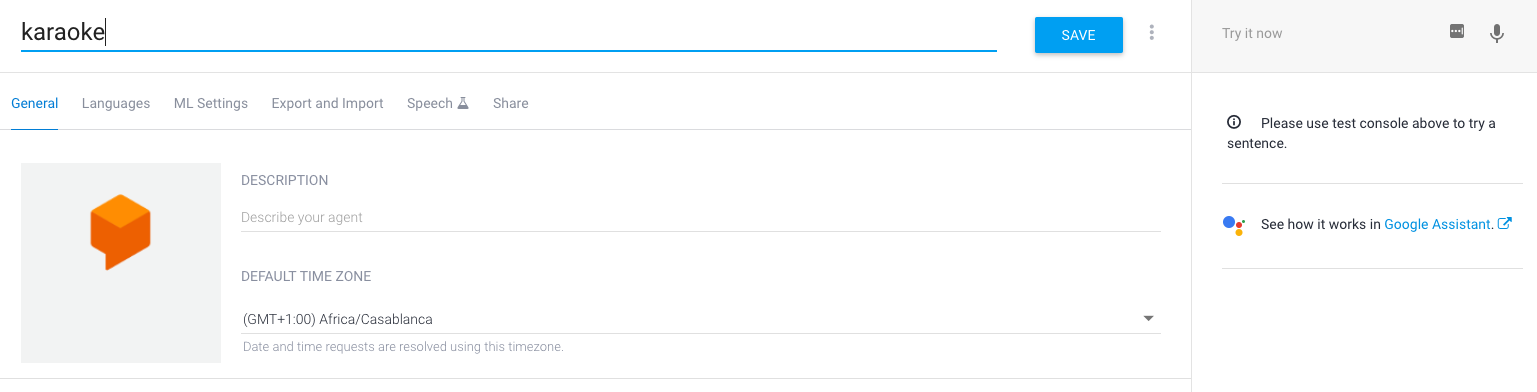 karaoke
SAVE
Try it now
General Languages ML Settings Export and Import Speech Share
Please use test console above to try a
sentence.
DESCRIPTION
Describe your agent
See how it works in Google Assistant.
DEFAULT TIME ZONE
(GMT+1:00) Africa/Casablanca
Date and time requests are resolved using this timezone.